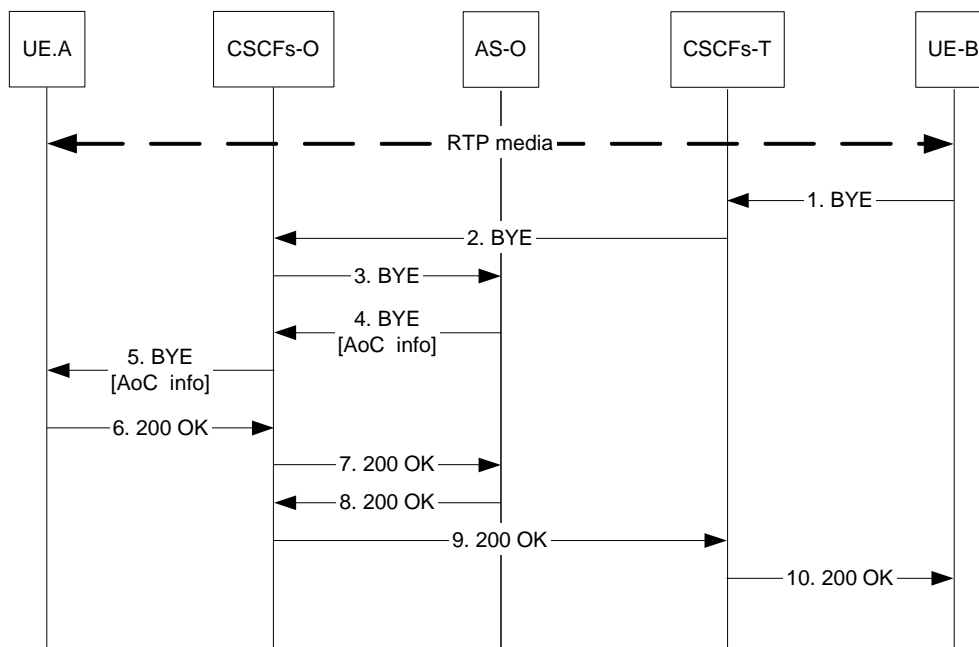 UE.A
CSCFs-O
AS-O
CSCFs-T
UE-B
RTP media
1. BYE
2. BYE
3. BYE
4. BYE
[AoC info]
5. BYE
[AoC info]
6. 200 OK
7. 200 OK
8. 200 OK
9. 200 OK
10. 200 OK